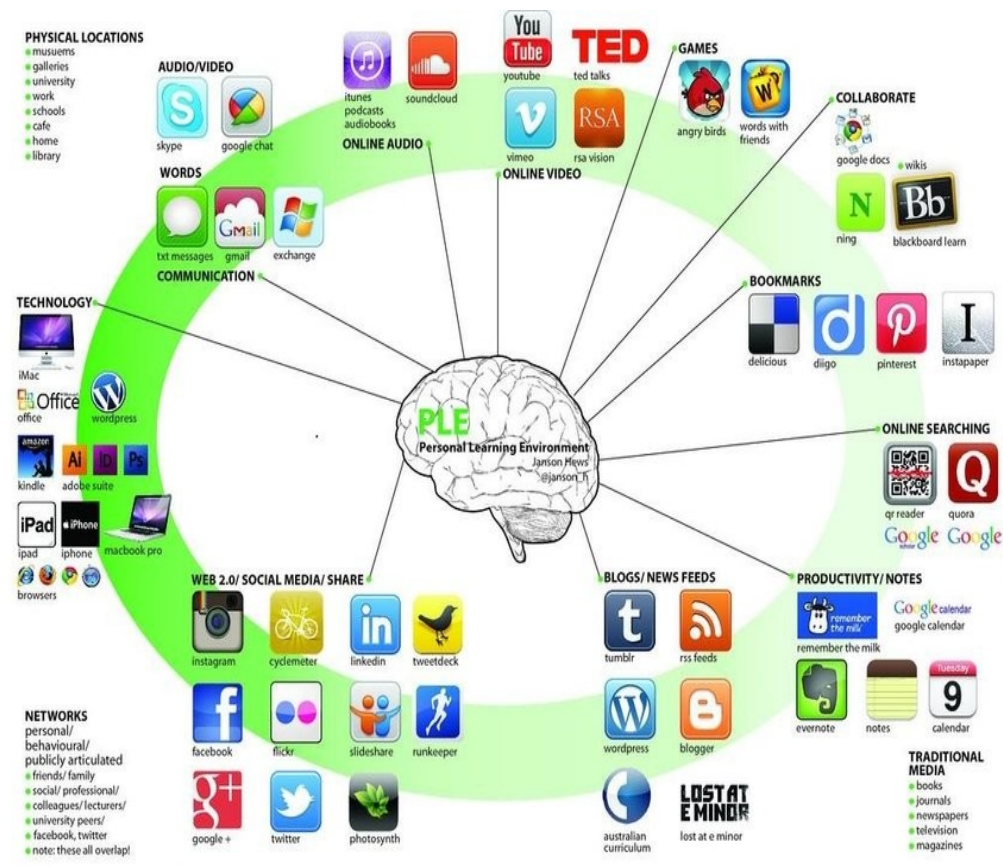 PHYSICAL LOCATIONS
musuems
galleries
university
work
schools
cafe
home
library
AUDIO/VIDEO
skype
google chat
WORDS
txt messages
Gmail
gmail
exchange
COMMUNICATION
itunes
podcasts
audiobooks
soundcloud
ONLINE AUDIO
You
Tube
youtube
TED
ted talks
vimeo
RSA
rsa vision
ONLINE VIDEO
GAMES
angry birds
W
words with
friends
COLLABORATE
google docs
wikis
N
ning
Bb
blackboard learn
BOOKMARKS
delicious
d
diigo
pinterest
I
instapaper
TECHNOLOGY
iMac
Office
office
wordpress
amazon
kindle
Ai
ID
Ps
adobe suite
iPad
ipad
iPhone
iphone
macbook pro
browsers
PLE
Personal Learning Environment
Janson Hews
@janson_h
ONLINE SEARCHING
qr reader
Q
quora
Google
scholar
Google
WEB 2.0/ SOCIAL MEDIA/ SHARE
instagram
cyclemeter
in
linkedin
tweetdeck
f
facebook
flickr
slideshare
runkeeper
g+
google +
twitter
photosynth
BLOGS/ NEWS FEEDS
t
tumblr
rss feeds
wordpress
B
blogger
australian
curriculum
LOST AT
E MINOR
lost at e minor
PRODUCTIVITY/ NOTES
remember
the milk
remember the milk
Google calendar
google calendar
evernote
notes
Tuesday
9
calendar
NETWORKS
personal/
behavioural/
publicly articulated
friends/ family
social/ professional/
colleagues/ lecturers/
university peers/
facebook, twitter
note: these all overlap!
TRADITIONAL
MEDIA
books
journals
newspapers
television
magazines